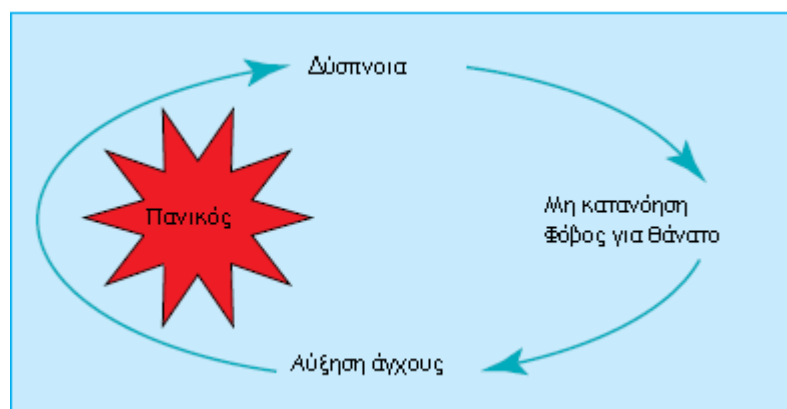 Δύσπνοια
Πανικός
Μη κατανόηση
Φόβος για θάνατο
Αύξηση άγχους